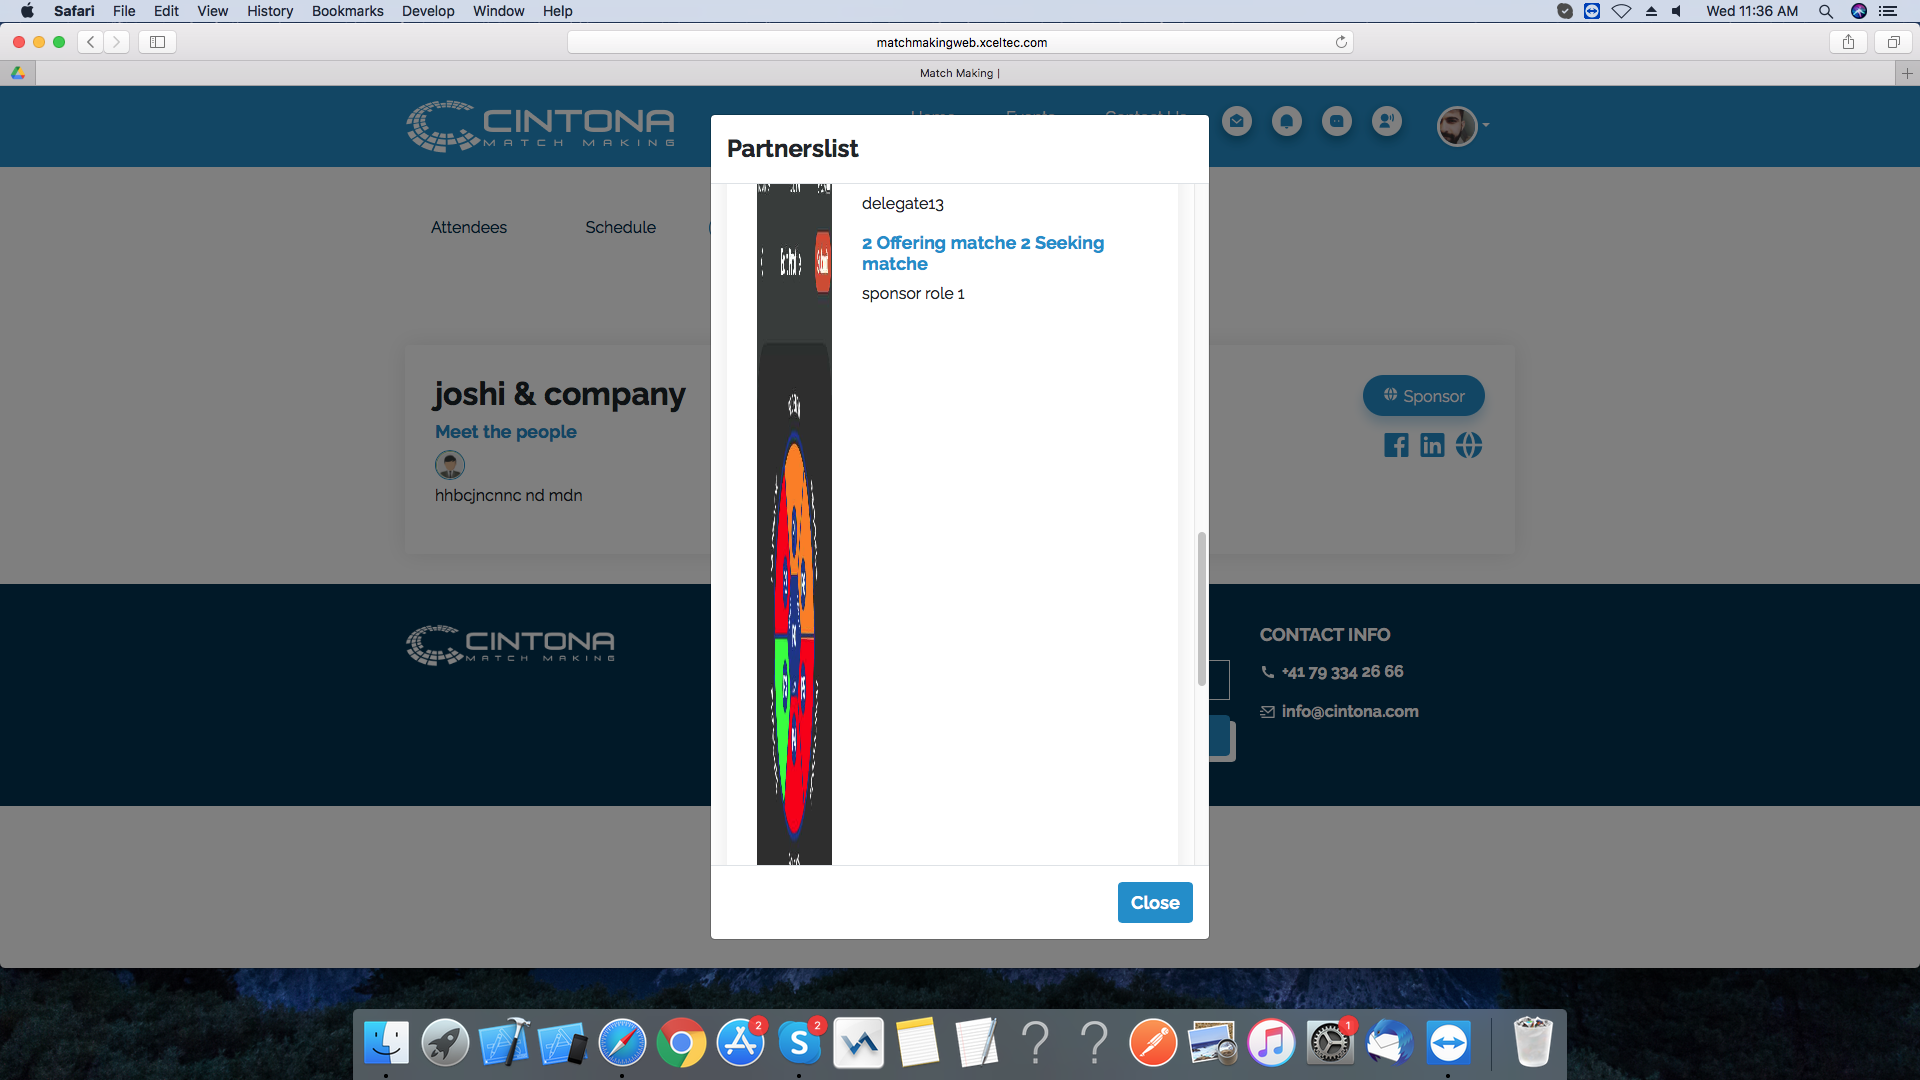 Safari File Edit View History Bookmarks Develop Window Help
Wed 11:36 AM
matchmakingweb.xceltec.com
Match Making |
CINTONA
MATCH MAKING
Partnerslist
delegate13
2 Offering matche 2 Seeking
matche
sponsor role 1
Close
Attendees Schedule
joshi & company
Meet the people
hhbcjncnnc nd mdn
Sponsor
CINTONA
MATCH MAKING
CONTACT INFO
+41 79 334 26 66
info@cintona.com
2
2
1